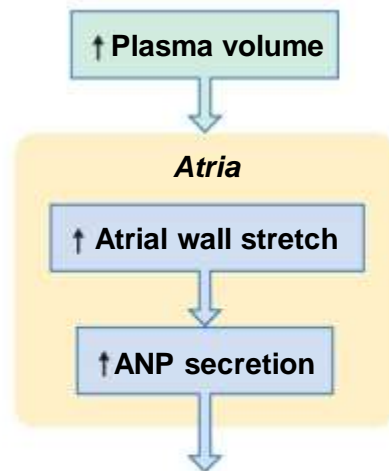 ↑ Plasma volume
Atria
↑ Atrial wall stretch
↑ ANP secretion